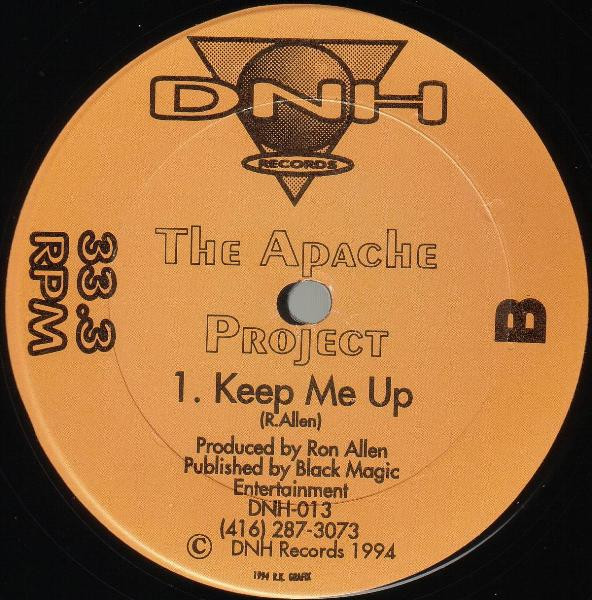 DNH
RECORDS
The Apache
Project
33.3
RPM
B
1. Keep Me Up
(R.Allen)
Produced by Ron Allen
Published by Black Magic
Entertainment
DNH-013
(416) 287-3073
© DNH Records 1994
1994 R.K. GRAFIX